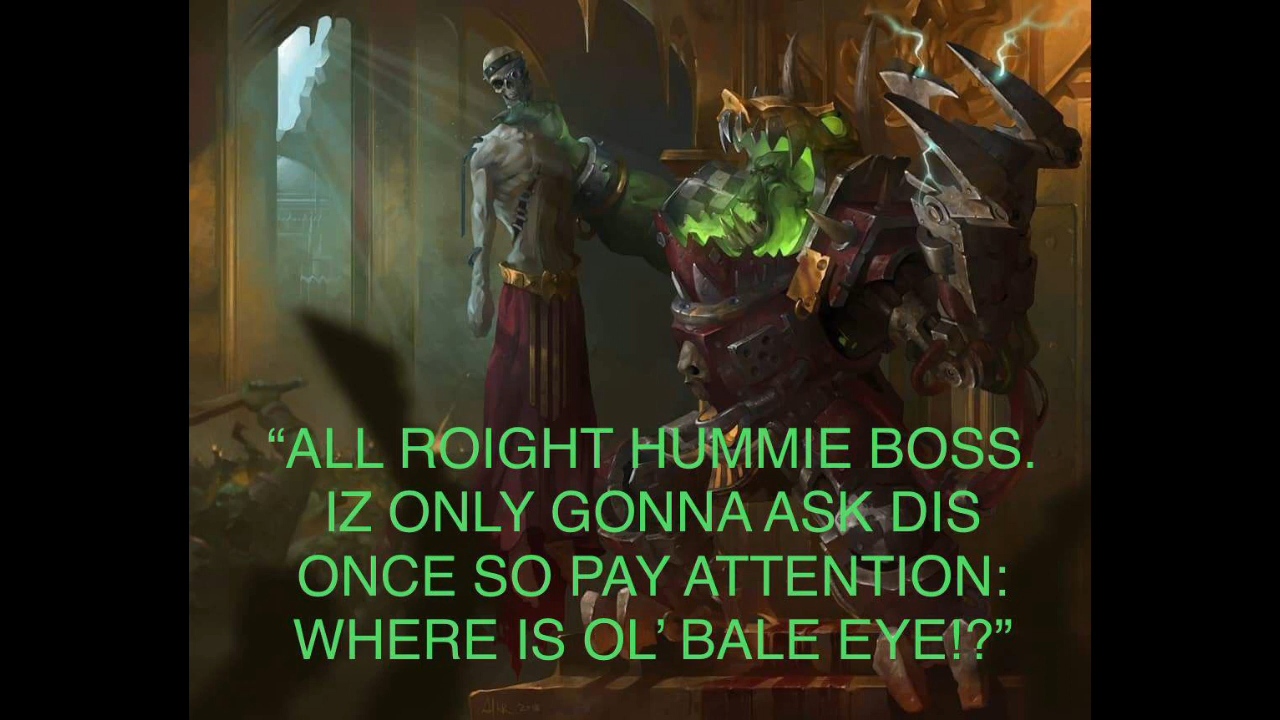 “ALL ROIGHT HUMMIE BOSS.
IZ ONLY GONNA ASK DIS
ONCE SO PAY ATTENTION:
WHERE IS OL’ BALE EYE!?”